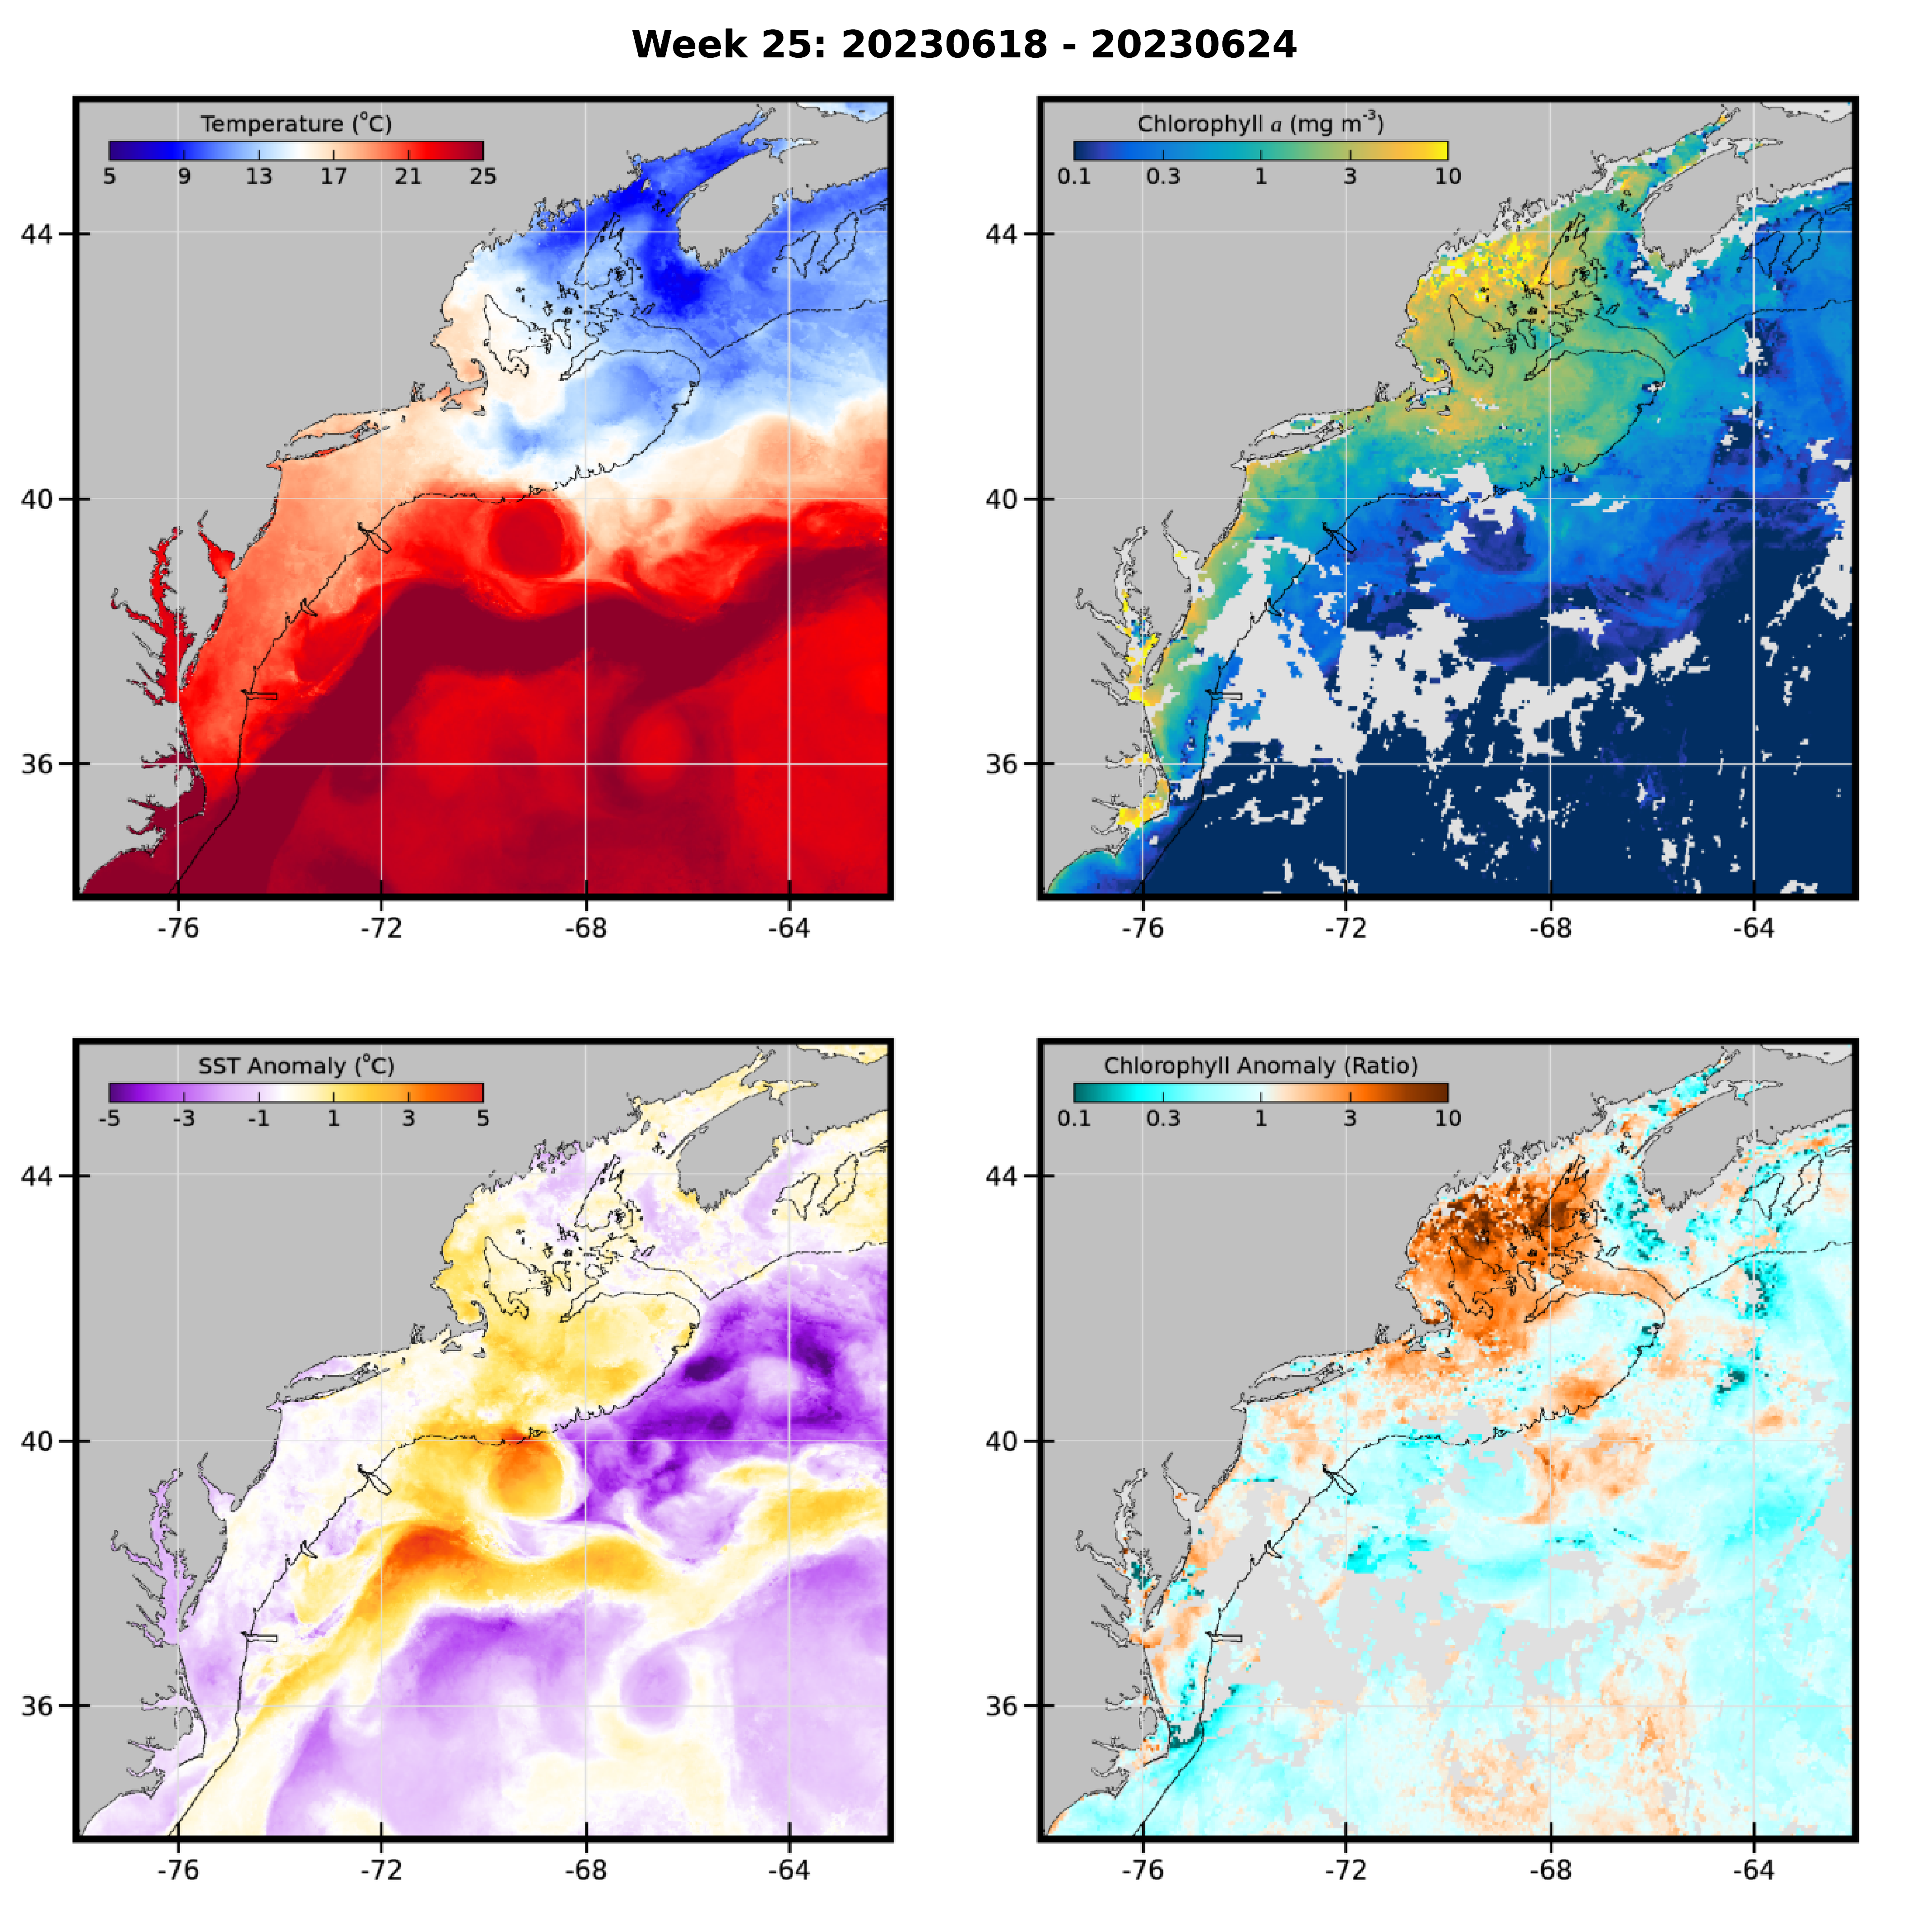 Week 25: 20230618 - 20230624
Temperature (°C)
5 9 13 17 21 25
44
40
36
-76 -72 -68 -64
Chlorophyll a (mg m⁻³)
0.1 0.3 1 3 10
44
40
36
-76 -72 -68 -64
SST Anomaly (°C)
-5 -3 -1 1 3 5
44
40
36
-76 -72 -68 -64
Chlorophyll Anomaly (Ratio)
0.1 0.3 1 3 10
44
40
36
-76 -72 -68 -64